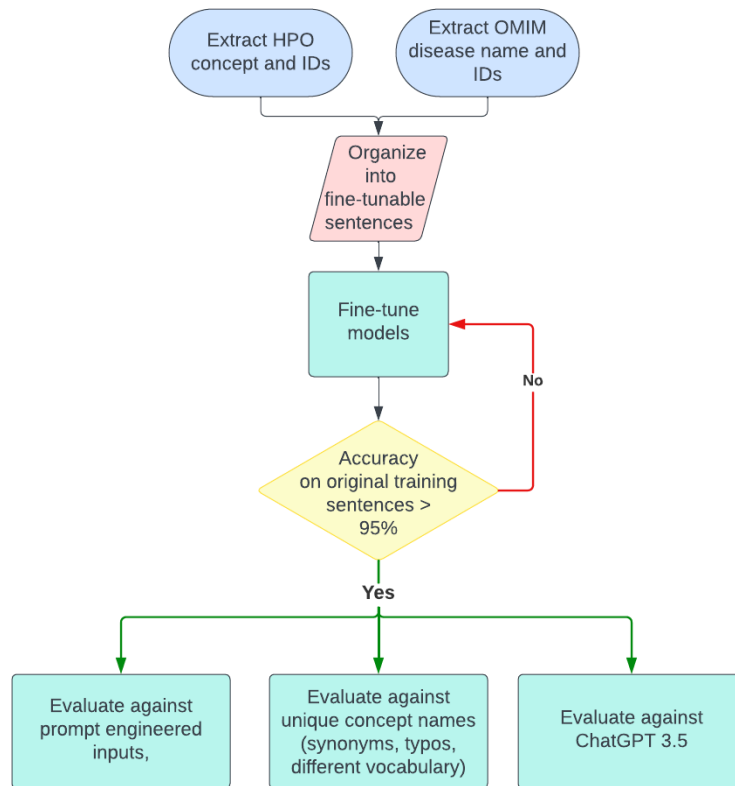 Extract HPO
concept and IDs
Extract OMIM
disease name and
IDs
Organize
into
fine-tunable
sentences
Fine-tune
models
No
Accuracy
on original training
sentences >
95%
Yes
Evaluate against
prompt engineered
inputs,
Evaluate against
unique concept names
(synonyms, typos,
different vocabulary)
Evaluate against
ChatGPT 3.5